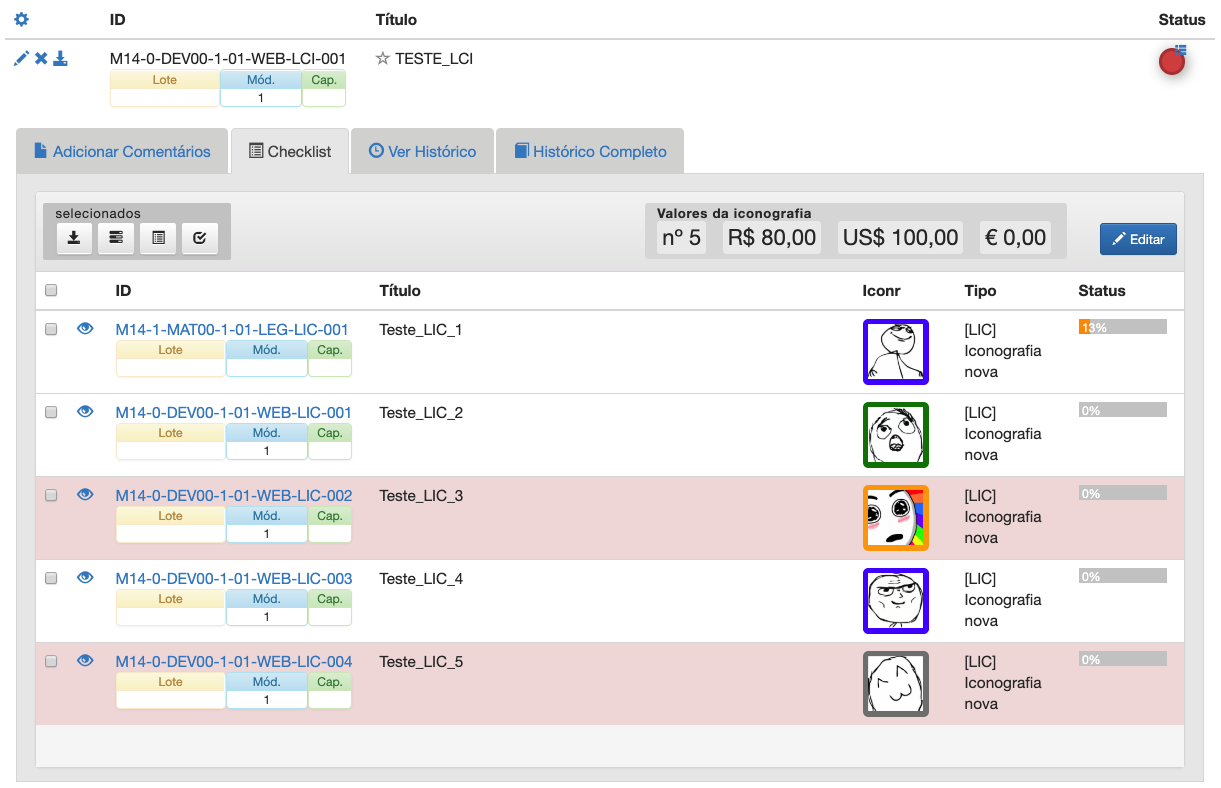 ID Título Status
M14-0-DEV00-1-01-WEB-LCI-001 TESTE_LCI
Lote Mód. Cap.
1
Adicionar Comentários Checklist Ver Histórico Histórico Completo
selecionados Valores da iconografia
nº 5 R$ 80,00 US$ 100,00 € 0,00 Editar
ID Título Iconr Tipo Status
M14-1-MAT00-1-01-LEG-LIC-001 Teste_LIC_1 [LIC] 13%
Lote Mód. Cap. Iconografia
nova
M14-0-DEV00-1-01-WEB-LIC-001 Teste_LIC_2 [LIC] 0%
Lote Mód. Cap. Iconografia
1 nova
M14-0-DEV00-1-01-WEB-LIC-002 Teste_LIC_3 [LIC] 0%
Lote Mód. Cap. Iconografia
1 nova
M14-0-DEV00-1-01-WEB-LIC-003 Teste_LIC_4 [LIC] 0%
Lote Mód. Cap. Iconografia
1 nova
M14-0-DEV00-1-01-WEB-LIC-004 Teste_LIC_5 [LIC] 0%
Lote Mód. Cap. Iconografia
1 nova